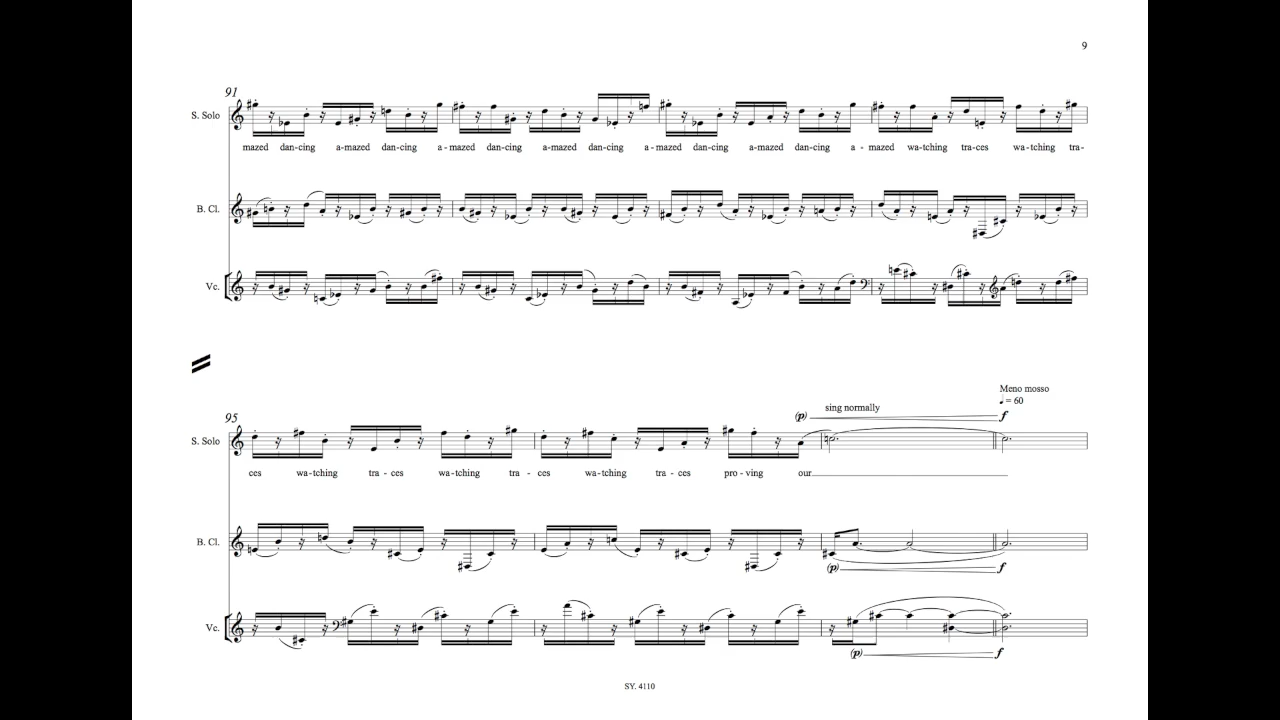 9
91
S. Solo
mazed dan-cing a-mazed dan-cing a-mazed dan-cing a-mazed dan-cing a-mazed dan-cing a-mazed dan-cing a - mazed wa-tching tra-ces wa-tching tra-
B. Cl.
Vc.
Meno mosso
♩ = 60
95
sing normally
(p) f
S. Solo
ces wa-tching tra - ces wa-tching tra - ces wa-tching tra - ces pro - ving our
B. Cl.
(p) f
Vc.
(p) f
SY. 4110